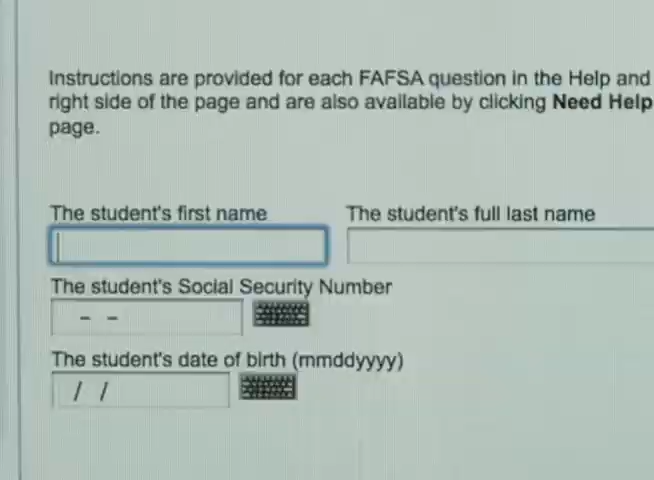 Instructions are provided for each FAFSA question in the Help and
right side of the page and are also available by clicking Need Help
page.
The student's first name The student's full last name
The student's Social Security Number
- -
The student's date of birth (mmddyyyy)
/ /